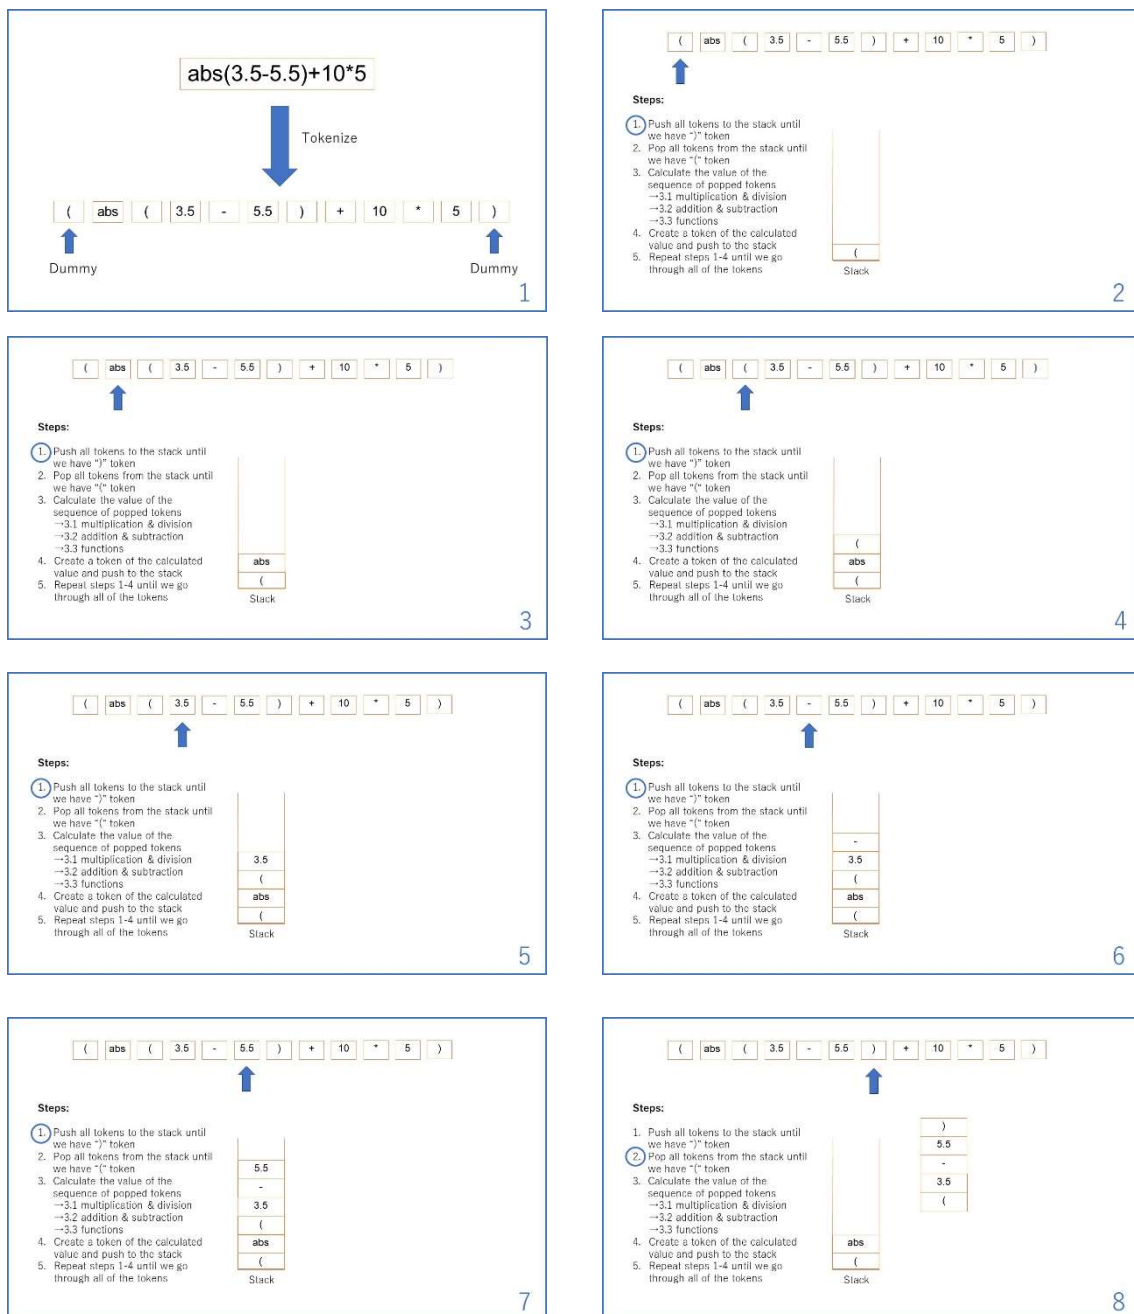 abs(3.5-5.5)+10*5
Tokenize
( abs ( 3.5 - 5.5 ) + 10 * 5 )
Dummy Dummy
1
( abs ( 3.5 - 5.5 ) + 10 * 5 )
Steps:
1. Push all tokens to the stack until
we have ")" token
2. Pop all tokens from the stack until
we have "(" token
3. Calculate the value of the
sequence of popped tokens
→3.1 multiplication & division
→3.2 addition & subtraction
→3.3 functions
4. Create a token of the calculated
value and push to the stack
5. Repeat steps 1-4 until we go
through all of the tokens
(
Stack
2
( abs ( 3.5 - 5.5 ) + 10 * 5 )
Steps:
1. Push all tokens to the stack until
we have ")" token
2. Pop all tokens from the stack until
we have "(" token
3. Calculate the value of the
sequence of popped tokens
→3.1 multiplication & division
→3.2 addition & subtraction
→3.3 functions
4. Create a token of the calculated
value and push to the stack
5. Repeat steps 1-4 until we go
through all of the tokens
abs
(
Stack
3
( abs ( 3.5 - 5.5 ) + 10 * 5 )
Steps:
1. Push all tokens to the stack until
we have ")" token
2. Pop all tokens from the stack until
we have "(" token
3. Calculate the value of the
sequence of popped tokens
→3.1 multiplication & division
→3.2 addition & subtraction
→3.3 functions
4. Create a token of the calculated
value and push to the stack
5. Repeat steps 1-4 until we go
through all of the tokens
(
abs
(
Stack
4
( abs ( 3.5 - 5.5 ) + 10 * 5 )
Steps:
1. Push all tokens to the stack until
we have ")" token
2. Pop all tokens from the stack until
we have "(" token
3. Calculate the value of the
sequence of popped tokens
→3.1 multiplication & division
→3.2 addition & subtraction
→3.3 functions
4. Create a token of the calculated
value and push to the stack
5. Repeat steps 1-4 until we go
through all of the tokens
3.5
(
abs
(
Stack
5
( abs ( 3.5 - 5.5 ) + 10 * 5 )
Steps:
1. Push all tokens to the stack until
we have ")" token
2. Pop all tokens from the stack until
we have "(" token
3. Calculate the value of the
sequence of popped tokens
→3.1 multiplication & division
→3.2 addition & subtraction
→3.3 functions
4. Create a token of the calculated
value and push to the stack
5. Repeat steps 1-4 until we go
through all of the tokens
-
3.5
(
abs
(
Stack
6
( abs ( 3.5 - 5.5 ) + 10 * 5 )
Steps:
1. Push all tokens to the stack until
we have ")" token
2. Pop all tokens from the stack until
we have "(" token
3. Calculate the value of the
sequence of popped tokens
→3.1 multiplication & division
→3.2 addition & subtraction
→3.3 functions
4. Create a token of the calculated
value and push to the stack
5. Repeat steps 1-4 until we go
through all of the tokens
5.5
-
3.5
(
abs
(
Stack
7
( abs ( 3.5 - 5.5 ) + 10 * 5 )
Steps:
1. Push all tokens to the stack until
we have ")" token
2. Pop all tokens from the stack until
we have "(" token
3. Calculate the value of the
sequence of popped tokens
→3.1 multiplication & division
→3.2 addition & subtraction
→3.3 functions
4. Create a token of the calculated
value and push to the stack
5. Repeat steps 1-4 until we go
through all of the tokens
abs
(
Stack
)
5.5
-
3.5
(
8